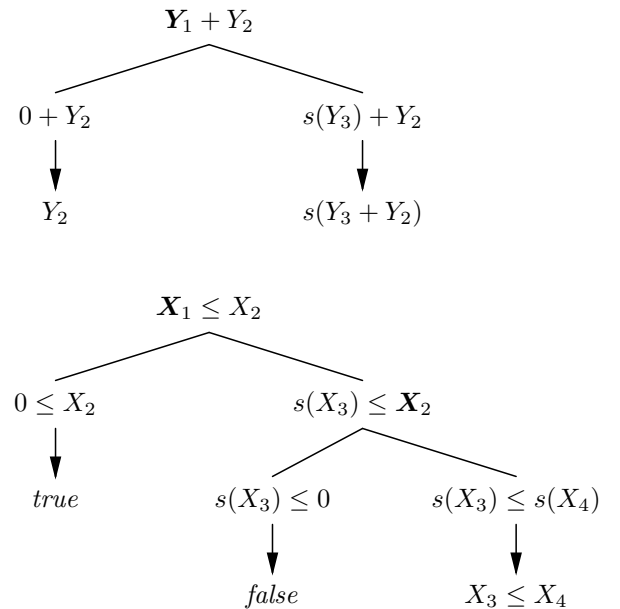 𝒀₁ + Y₂
0 + Y₂ s(Y₃) + Y₂
Y₂ s(Y₃ + Y₂)
𝑿₁ ≤ X₂
0 ≤ X₂ s(X₃) ≤ 𝑿₂
true s(X₃) ≤ 0 s(X₃) ≤ s(X₄)
false X₃ ≤ X₄